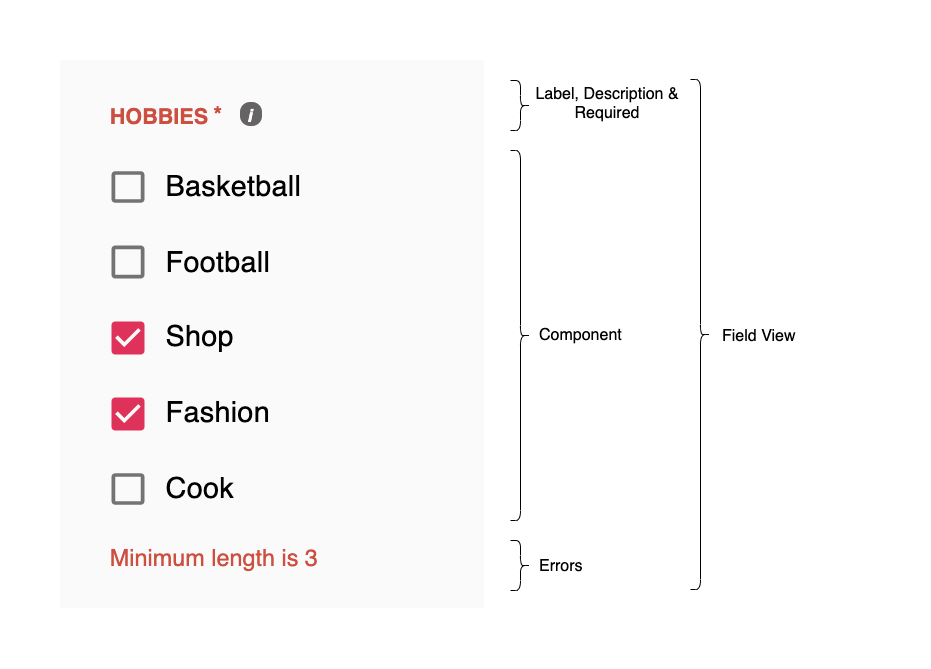 HOBBIES * i
Basketball
Football
Shop
Fashion
Cook
Minimum length is 3
Label, Description &
Required
Component
Errors
Field View